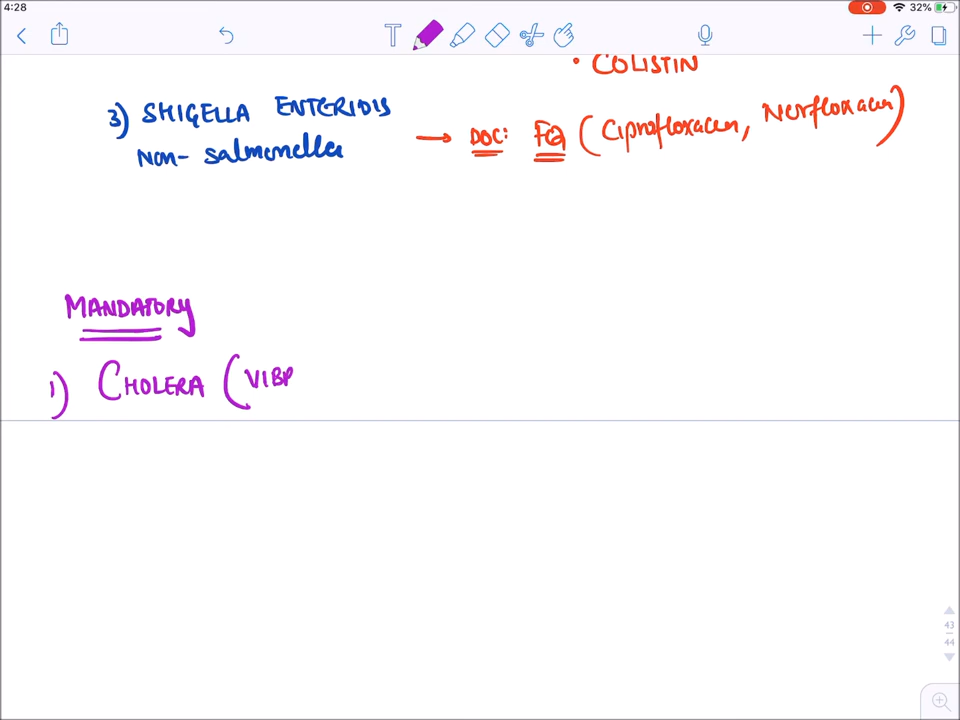 4:28
32%
T
• COLISTIN
3) SHIGELLA ENTERIDIS
Non- Salmonella
→ DOC: FQ (Ciprofloxacin, Norfloxacin)
MANDATORY
1) CHOLERA (VIBR
43
44